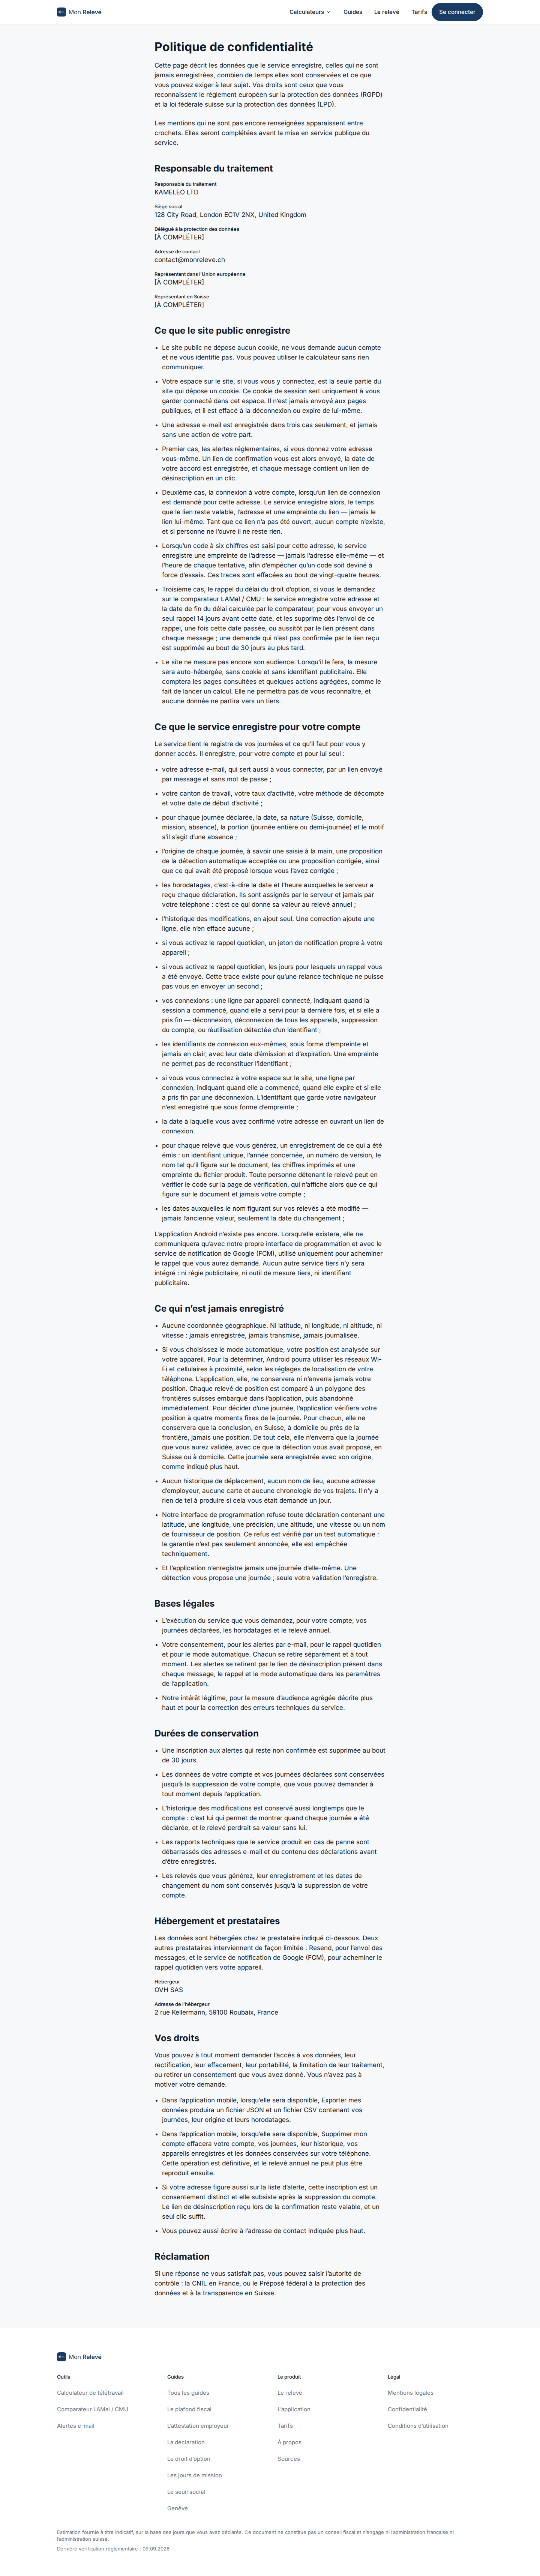 Mon Relevé
Calculateurs
Guides
Le relevé
Tarifs
Se connecter
Politique de confidentialité
Cette page décrit les données que le service enregistre, celles qui ne sont
jamais enregistrées, combien de temps elles sont conservées et ce que
vous pouvez exiger à leur sujet. Vos droits sont ceux que vous
reconnaissent le règlement européen sur la protection des données (RGPD)
et la loi fédérale suisse sur la protection des données (LPD).
Les mentions qui ne sont pas encore renseignées apparaissent entre
crochets. Elles seront complétées avant la mise en service publique du
service.
Responsable du traitement
Responsable du traitement
KAMELEO LTD
Siège social
128 City Road, London EC1V 2NX, United Kingdom
Délégué à la protection des données
[À COMPLÉTER]
Adresse de contact
contact@monreleve.ch
Représentant dans l'Union européenne
[À COMPLÉTER]
Représentant en Suisse
[À COMPLÉTER]
Ce que le site public enregistre
• Le site public ne dépose aucun cookie, ne vous demande aucun compte
et ne vous identifie pas. Vous pouvez utiliser le calculateur sans rien
communiquer.
• Votre espace sur le site, si vous vous y connectez, est la seule partie du
site qui dépose un cookie. Ce cookie de session sert uniquement à vous
garder connecté dans cet espace. Il n'est jamais envoyé aux pages
publiques, et il est effacé à la déconnexion ou expire de lui-même.
• Une adresse e-mail est enregistrée dans trois cas seulement, et jamais
sans une action de votre part.
• Premier cas, les alertes réglementaires, si vous donnez votre adresse
vous-même. Un lien de confirmation vous est alors envoyé, la date de
votre accord est enregistrée, et chaque message contient un lien de
désinscription en un clic.
• Deuxième cas, la connexion à votre compte, lorsqu'un lien de connexion
est demandé pour cette adresse. Le service enregistre alors, le temps
que le lien reste valable, l'adresse et une empreinte du lien — jamais le
lien lui-même. Tant que ce lien n'a pas été ouvert, aucun compte n'existe,
et si personne ne l'ouvre il ne reste rien.
• Lorsqu'un code à six chiffres est saisi pour cette adresse, le service
enregistre une empreinte de l'adresse — jamais l'adresse elle-même — et
l'heure de chaque tentative, afin d'empêcher qu'un code soit deviné à
force d'essais. Ces traces sont effacées au bout de vingt-quatre heures.
• Troisième cas, le rappel du délai du droit d'option, si vous le demandez
sur le comparateur LAMal / CMU : le service enregistre votre adresse et
la date de fin du délai calculée par le comparateur, pour vous envoyer un
seul rappel 14 jours avant cette date, et les supprime dès l'envoi de ce
rappel, une fois cette date passée, ou aussitôt par le lien présent dans
chaque message ; une demande qui n'est pas confirmée par le lien reçu
est supprimée au bout de 30 jours au plus tard.
• Le site ne mesure pas encore son audience. Lorsqu'il le fera, la mesure
sera auto-hébergée, sans cookie et sans identifiant publicitaire. Elle
comptera les pages consultées et quelques actions agrégées, comme le
fait de lancer un calcul. Elle ne permettra pas de vous reconnaître, et
aucune donnée ne partira vers un tiers.
Ce que le service enregistre pour votre compte
Le service tient le registre de vos journées et ce qu'il faut pour vous y
donner accès. Il enregistre, pour votre compte et pour lui seul :
• votre adresse e-mail, qui sert aussi à vous connecter, par un lien envoyé
par message et sans mot de passe ;
• votre canton de travail, votre taux d'activité, votre méthode de décompte
et votre date de début d'activité ;
• pour chaque journée déclarée, la date, sa nature (Suisse, domicile,
mission, absence), la portion (journée entière ou demi-journée) et le motif
s'il s'agit d'une absence ;
• l'origine de chaque journée, à savoir une saisie à la main, une proposition
de la détection automatique acceptée ou une proposition corrigée, ainsi
que ce qui avait été proposé lorsque vous l'avez corrigée ;
• les horodatages, c'est-à-dire la date et l'heure auxquelles le serveur a
reçu chaque déclaration. Ils sont assignés par le serveur et jamais par
votre téléphone : c'est ce qui donne sa valeur au relevé annuel ;
• l'historique des modifications, en ajout seul. Une correction ajoute une
ligne, elle n'en efface aucune ;
• si vous activez le rappel quotidien, un jeton de notification propre à votre
appareil ;
• si vous activez le rappel quotidien, les jours pour lesquels un rappel vous
a été envoyé. Cette trace existe pour qu'une relance technique ne puisse
pas vous en envoyer un second ;
• vos connexions : une ligne par appareil connecté, indiquant quand la
session a commencé, quand elle a servi pour la dernière fois, et si elle a
pris fin — déconnexion, déconnexion de tous les appareils, suppression
du compte, ou réutilisation détectée d'un identifiant ;
• les identifiants de connexion eux-mêmes, sous forme d'empreinte et
jamais en clair, avec leur date d'émission et d'expiration. Une empreinte
ne permet pas de reconstituer l'identifiant ;
• si vous vous connectez à votre espace sur le site, une ligne par
connexion, indiquant quand elle a commencé, quand elle expire et si elle
a pris fin par une déconnexion. L'identifiant que garde votre navigateur
n'est enregistré que sous forme d'empreinte ;
• la date à laquelle vous avez confirmé votre adresse en ouvrant un lien de
connexion.
• pour chaque relevé que vous générez, un enregistrement de ce qui a été
émis : un identifiant unique, l'année concernée, un numéro de version, le
nom tel qu'il figure sur le document, les chiffres imprimés et une
empreinte du fichier produit. Toute personne détenant le relevé peut en
vérifier le code sur la page de vérification, qui n'affiche alors que ce qui
figure sur le document et jamais votre compte ;
• les dates auxquelles le nom figurant sur vos relevés a été modifié —
jamais l'ancienne valeur, seulement la date du changement ;
L'application Android n'existe pas encore. Lorsqu'elle existera, elle ne
communiquera qu'avec notre propre interface de programmation et avec le
service de notification de Google (FCM), utilisé uniquement pour acheminer
le rappel que vous aurez demandé. Aucun autre service tiers n'y sera
intégré : ni régie publicitaire, ni outil de mesure tiers, ni identifiant
publicitaire.
Ce qui n'est jamais enregistré
• Aucune coordonnée géographique. Ni latitude, ni longitude, ni altitude, ni
vitesse : jamais enregistrée, jamais transmise, jamais journalisée.
• Si vous choisissez le mode automatique, votre position est analysée sur
votre appareil. Pour la déterminer, Android pourra utiliser les réseaux Wi-
Fi et cellulaires à proximité, selon les réglages de localisation de votre
téléphone. L'application, elle, ne conservera ni n'enverra jamais votre
position. Chaque relevé de position est comparé à un polygone des
frontières suisses embarqué dans l'application, puis abandonné
immédiatement. Pour décider d'une journée, l'application vérifiera votre
position à quatre moments fixes de la journée. Pour chacun, elle ne
conservera que la conclusion, en Suisse, à domicile ou près de la
frontière, jamais une position. De tout cela, elle n'enverra que la journée
que vous aurez validée, avec ce que la détection vous avait proposé, en
Suisse ou à domicile. Cette journée sera enregistrée avec son origine,
comme indiqué plus haut.
• Aucun historique de déplacement, aucun nom de lieu, aucune adresse
d'employeur, aucune carte et aucune chronologie de vos trajets. Il n'y a
rien de tel à produire si cela vous était demandé un jour.
• Notre interface de programmation refuse toute déclaration contenant une
latitude, une longitude, une précision, une altitude, une vitesse ou un nom
de fournisseur de position. Ce refus est vérifié par un test automatique :
la garantie n'est pas seulement annoncée, elle est empêchée
techniquement.
• Et l'application n'enregistre jamais une journée d'elle-même. Une
détection vous propose une journée ; seule votre validation l'enregistre.
Bases légales
• L'exécution du service que vous demandez, pour votre compte, vos
journées déclarées, les horodatages et le relevé annuel.
• Votre consentement, pour les alertes par e-mail, pour le rappel quotidien
et pour le mode automatique. Chacun se retire séparément et à tout
moment. Les alertes se retirent par le lien de désinscription présent dans
chaque message, le rappel et le mode automatique dans les paramètres
de l'application.
• Notre intérêt légitime, pour la mesure d'audience agrégée décrite plus
haut et pour la correction des erreurs techniques du service.
Durées de conservation
• Une inscription aux alertes qui reste non confirmée est supprimée au bout
de 30 jours.
• Les données de votre compte et vos journées déclarées sont conservées
jusqu'à la suppression de votre compte, que vous pouvez demander à
tout moment depuis l'application.
• L'historique des modifications est conservé aussi longtemps que le
compte : c'est lui qui permet de montrer quand chaque journée a été
déclarée, et le relevé perdrait sa valeur sans lui.
• Les rapports techniques que le service produit en cas de panne sont
débarrassés des adresses e-mail et du contenu des déclarations avant
d'être enregistrés.
• Les relevés que vous générez, leur enregistrement et les dates de
changement du nom sont conservés jusqu'à la suppression de votre
compte.
Hébergement et prestataires
Les données sont hébergées chez le prestataire indiqué ci-dessous. Deux
autres prestataires interviennent de façon limitée : Resend, pour l'envoi des
messages, et le service de notification de Google (FCM), pour acheminer le
rappel quotidien vers votre appareil.
Hébergeur
OVH SAS
Adresse de l'hébergeur
2 rue Kellermann, 59100 Roubaix, France
Vos droits
Vous pouvez à tout moment demander l'accès à vos données, leur
rectification, leur effacement, leur portabilité, la limitation de leur traitement,
ou retirer un consentement que vous avez donné. Vous n'avez pas à
motiver votre demande.
• Dans l'application mobile, lorsqu'elle sera disponible, Exporter mes
données produira un fichier JSON et un fichier CSV contenant vos
journées, leur origine et leurs horodatages.
• Dans l'application mobile, lorsqu'elle sera disponible, Supprimer mon
compte effacera votre compte, vos journées, leur historique, vos
appareils enregistrés et les données conservées sur votre téléphone.
Cette opération est définitive, et le relevé annuel ne peut plus être
reproduit ensuite.
• Si votre adresse figure aussi sur la liste d'alerte, cette inscription est un
consentement distinct et elle subsiste après la suppression du compte.
Le lien de désinscription reçu lors de la confirmation reste valable, et un
seul clic suffit.
• Vous pouvez aussi écrire à l'adresse de contact indiquée plus haut.
Réclamation
Si une réponse ne vous satisfait pas, vous pouvez saisir l'autorité de
contrôle : la CNIL en France, ou le Préposé fédéral à la protection des
données et à la transparence en Suisse.
Mon Relevé
Outils
Calculateur de télétravail
Comparateur LAMal / CMU
Alertes e-mail
Guides
Tous les guides
Le plafond fiscal
L'attestation employeur
La déclaration
Le droit d'option
Les jours de mission
Le seuil social
Genève
Le produit
Le relevé
L'application
Tarifs
À propos
Sources
Légal
Mentions légales
Confidentialité
Conditions d'utilisation
Estimation fournie à titre indicatif, sur la base des jours que vous avez déclarés. Ce document ne constitue pas un conseil fiscal et n'engage ni l'administration française ni
l'administration suisse.
Dernière vérification réglementaire : 09.09.2026